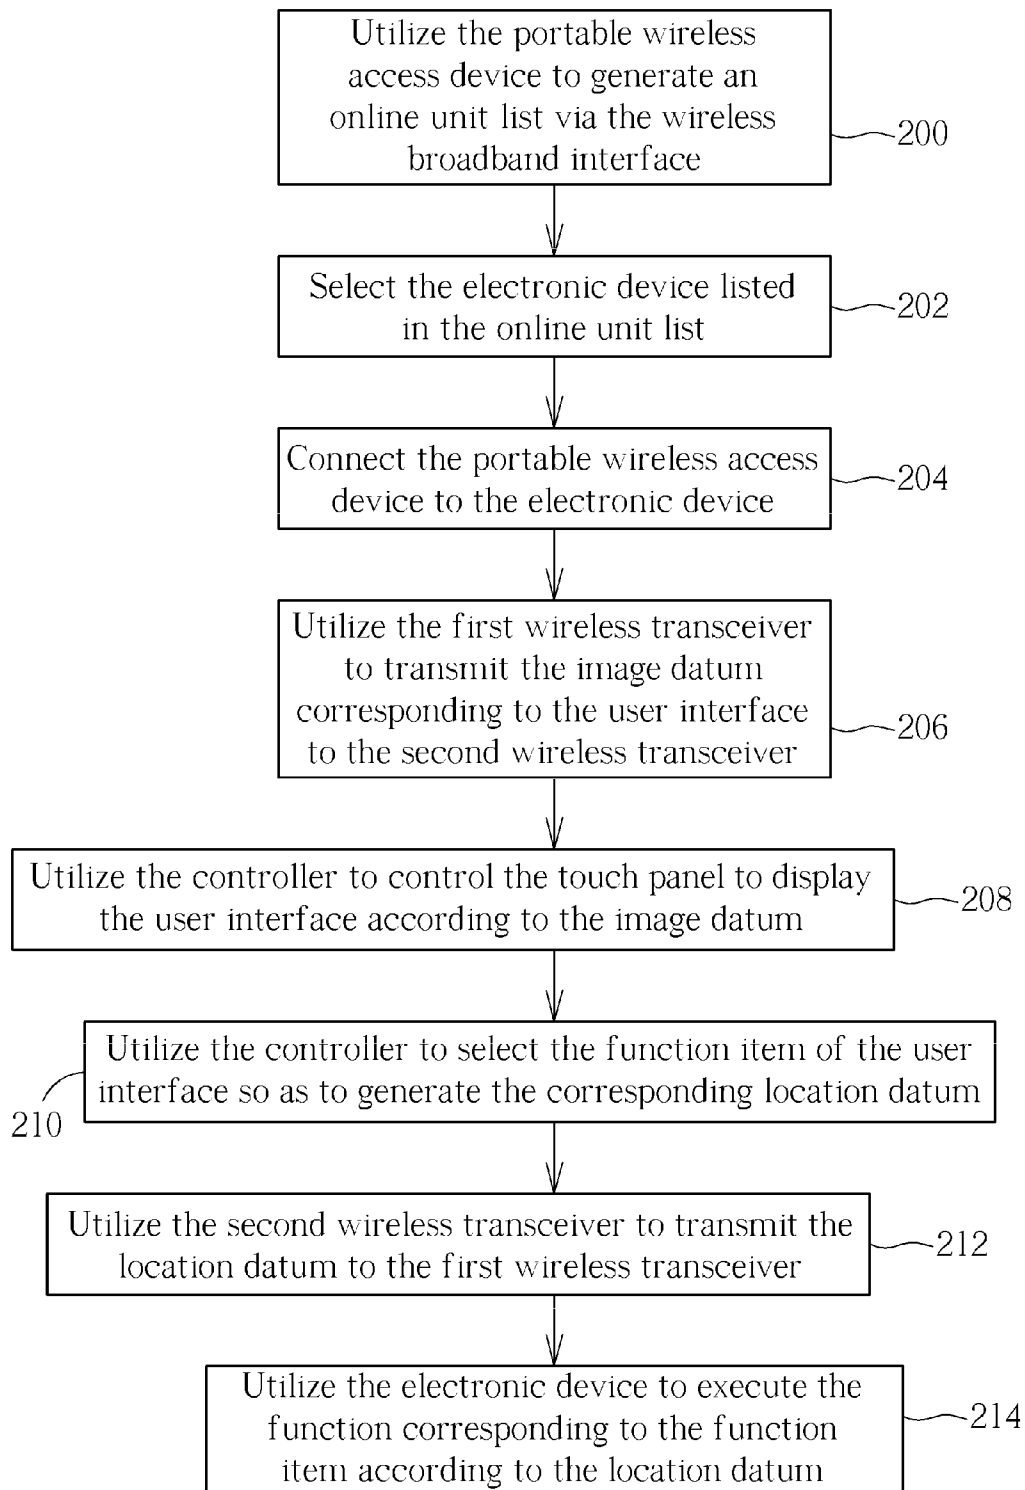 Utilize the portable wireless
access device to generate an
online unit list via the wireless
broadband interface
200
Select the electronic device listed
in the online unit list
202
Connect the portable wireless access
device to the electronic device
204
Utilize the first wireless transceiver
to transmit the image datum
corresponding to the user interface
to the second wireless transceiver
206
Utilize the controller to control the touch panel to display
the user interface according to the image datum
208
Utilize the controller to select the function item of the user
interface so as to generate the corresponding location datum
210
Utilize the second wireless transceiver to transmit the
location datum to the first wireless transceiver
212
Utilize the electronic device to execute the
function corresponding to the function
item according to the location datum
214